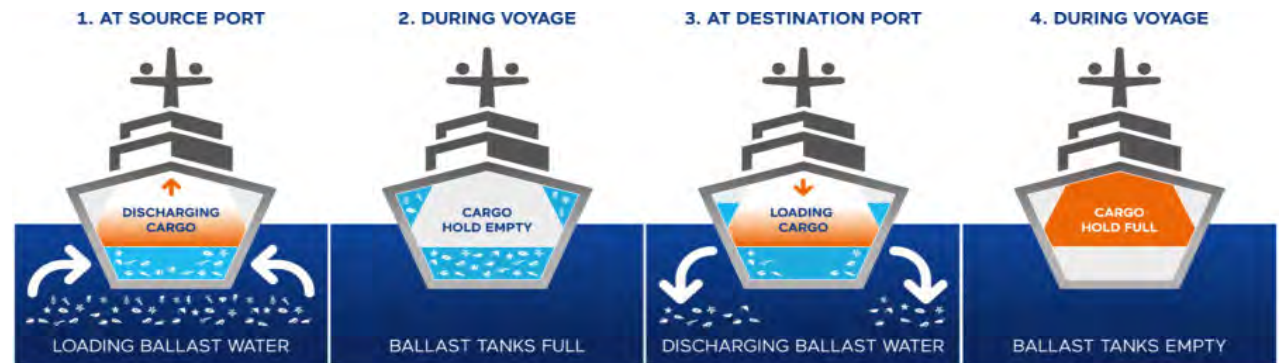 1. AT SOURCE PORT
2. DURING VOYAGE
3. AT DESTINATION PORT
4. DURING VOYAGE
DISCHARGING
CARGO
CARGO
HOLD EMPTY
LOADING
CARGO
CARGO
HOLD FULL
LOADING BALLAST WATER
BALLAST TANKS FULL
DISCHARGING BALLAST WATER
BALLAST TANKS EMPTY